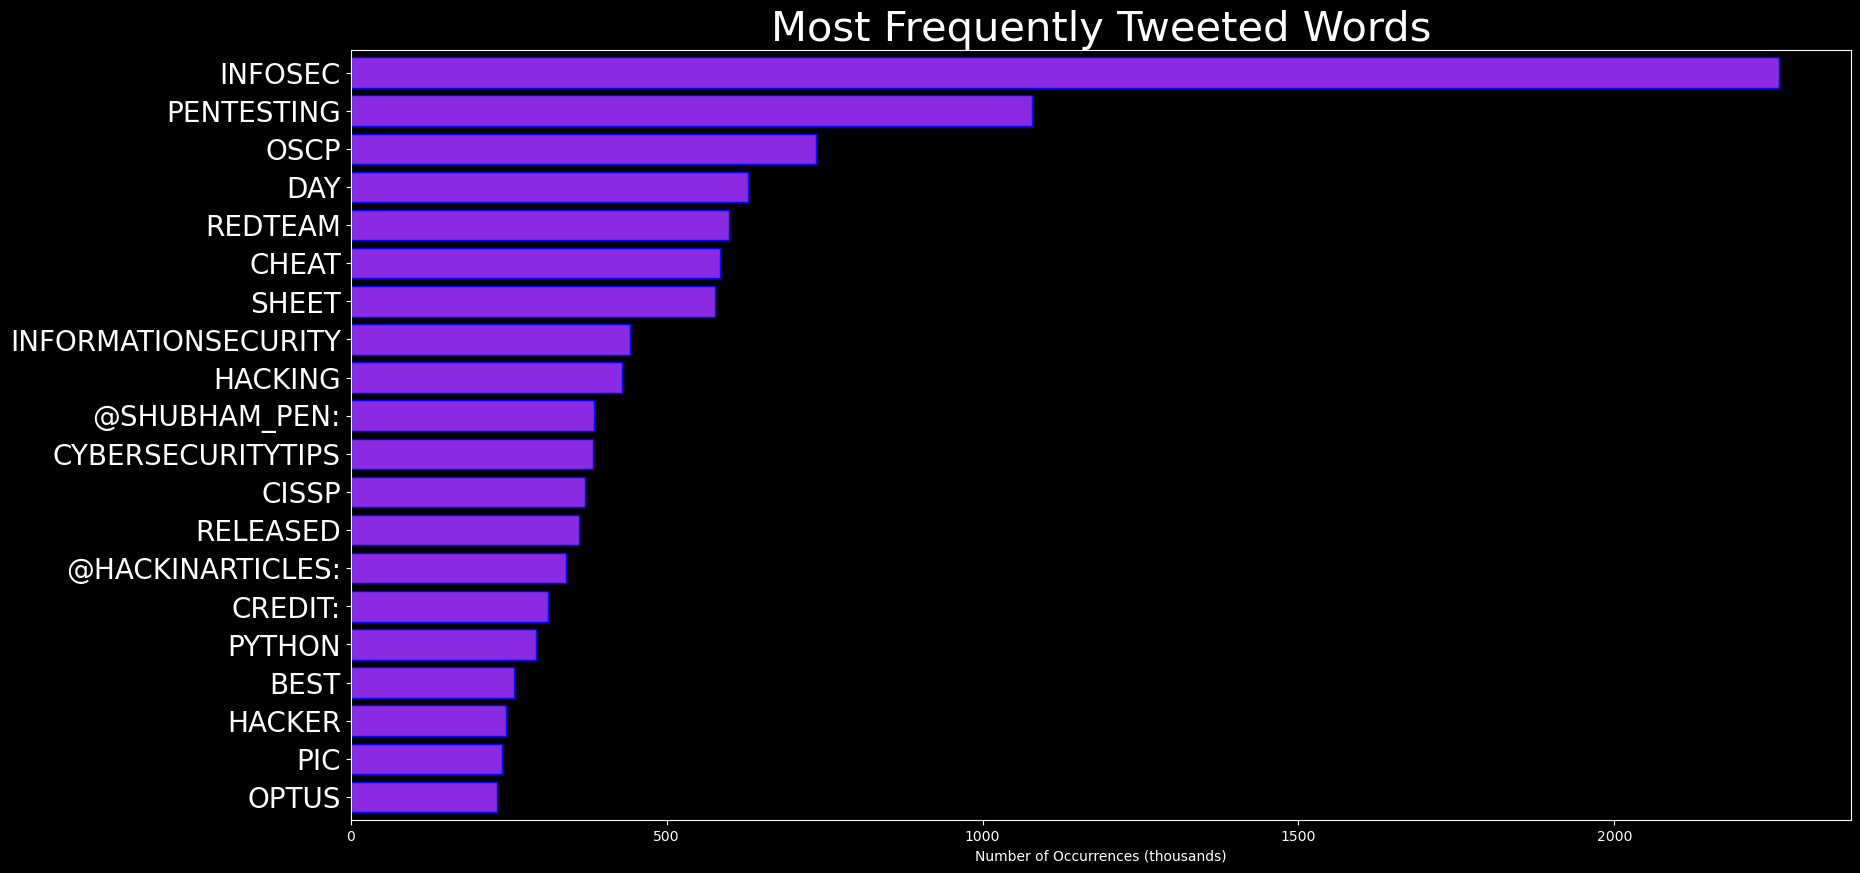 Most Frequently Tweeted Words
INFOSEC
PENTESTING
OSCP
DAY
REDTEAM
CHEAT
SHEET
INFORMATIONSECURITY
HACKING
@SHUBHAM_PEN:
CYBERSECURITYTIPS
CISSP
RELEASED
@HACKINARTICLES:
CREDIT:
PYTHON
BEST
HACKER
PIC
OPTUS
0 500 1000 1500 2000
Number of Occurrences (thousands)